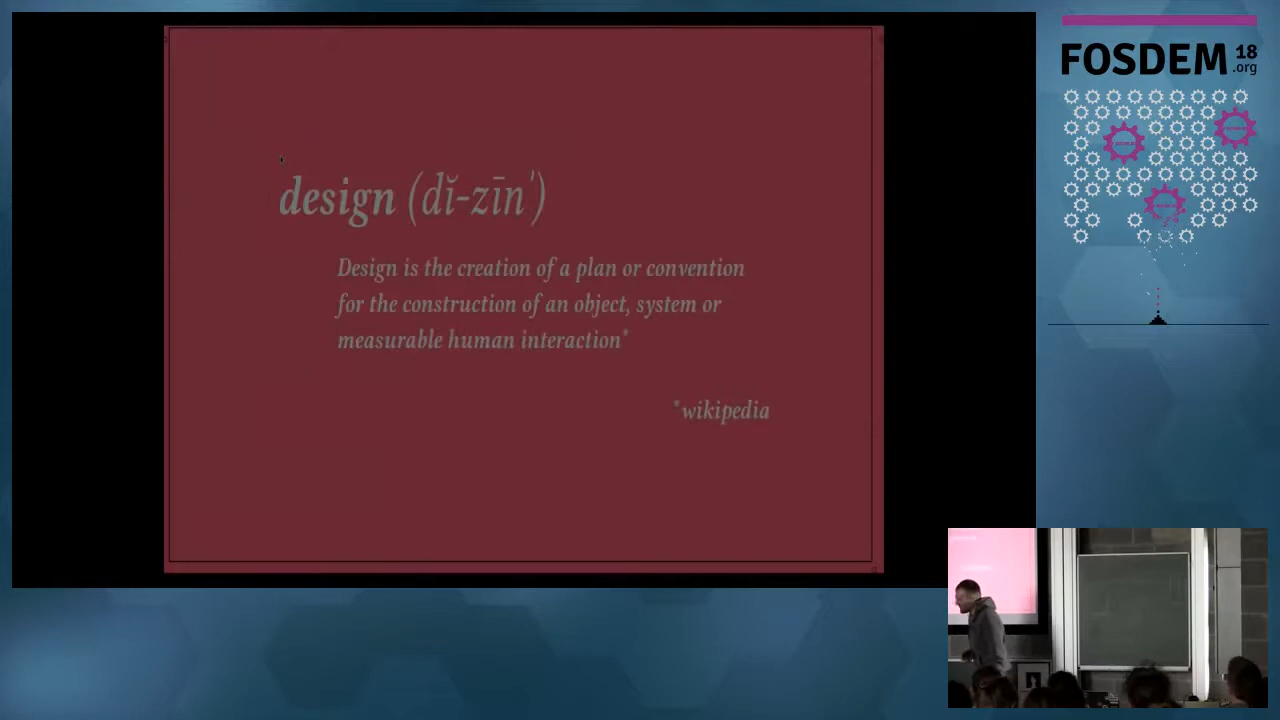 design (dĭ-zīn')
Design is the creation of a plan or convention
for the construction of an object, system or
measurable human interaction*
*wikipedia
FOSDEM 18
.org